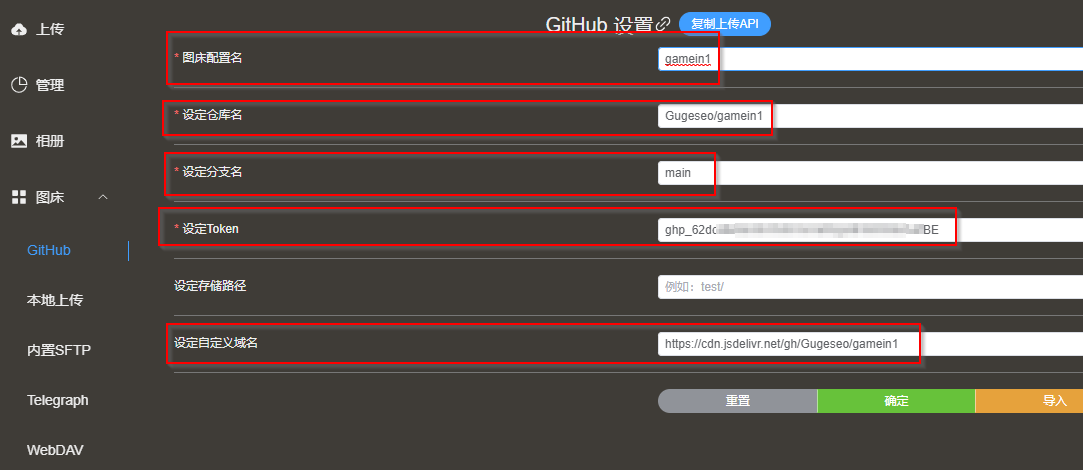 上传
管理
相册
图床
GitHub
本地上传
内置SFTP
Telegraph
WebDAV
GitHub 设置
复制上传API
* 图床配置名
gamein1
* 设定仓库名
Gugeseo/gamein1
* 设定分支名
main
* 设定Token
ghp_62d
BE
设定存储路径
例如：test/
设定自定义域名
https://cdn.jsdelivr.net/gh/Gugeseo/gamein1
重置
确定
导入